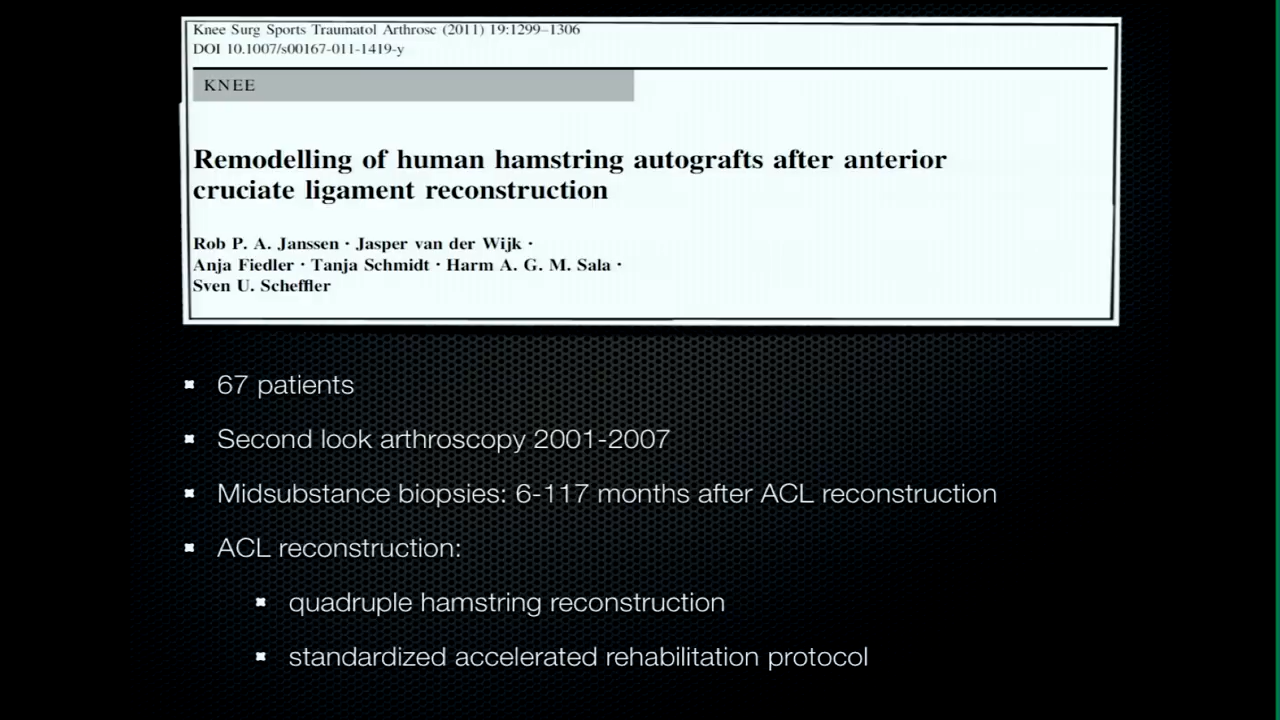 Knee Surg Sports Traumatol Arthrosc (2011) 19:1299–1306
DOI 10.1007/s00167-011-1419-y
KNEE
Remodelling of human hamstring autografts after anterior
cruciate ligament reconstruction
Rob P. A. Janssen · Jasper van der Wijk ·
Anja Fiedler · Tanja Schmidt · Harm A. G. M. Sala ·
Sven U. Scheffler
67 patients
Second look arthroscopy 2001-2007
Midsubstance biopsies: 6-117 months after ACL reconstruction
ACL reconstruction:
quadruple hamstring reconstruction
standardized accelerated rehabilitation protocol